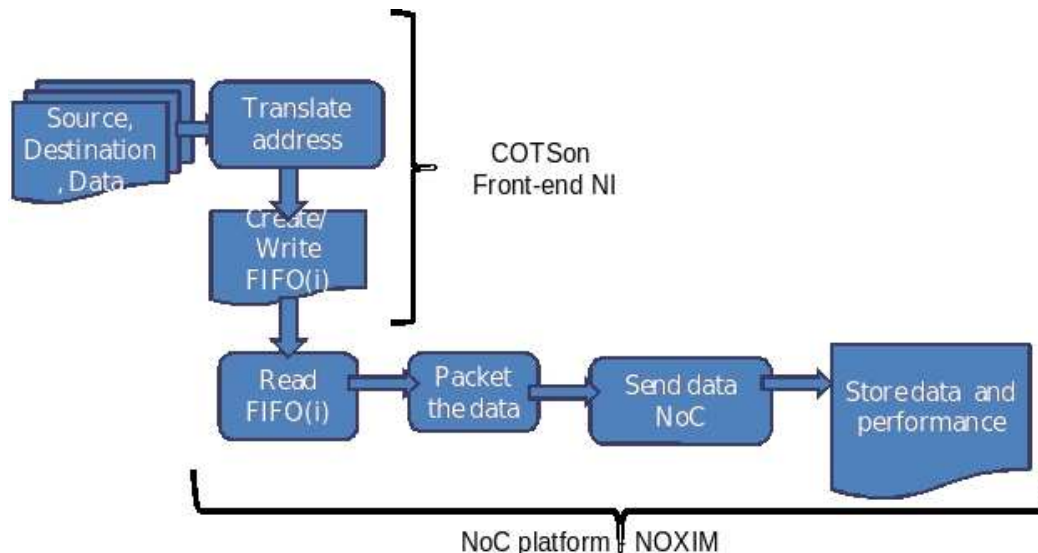 Source,
Destination
, Data
Translate
address
COTSon
Front-end NI
Create/
Write
FIFO(i)
Read
FIFO(i)
Packet
the data
Send data
NoC
Store data and
performance
NoC platform - NOXIM